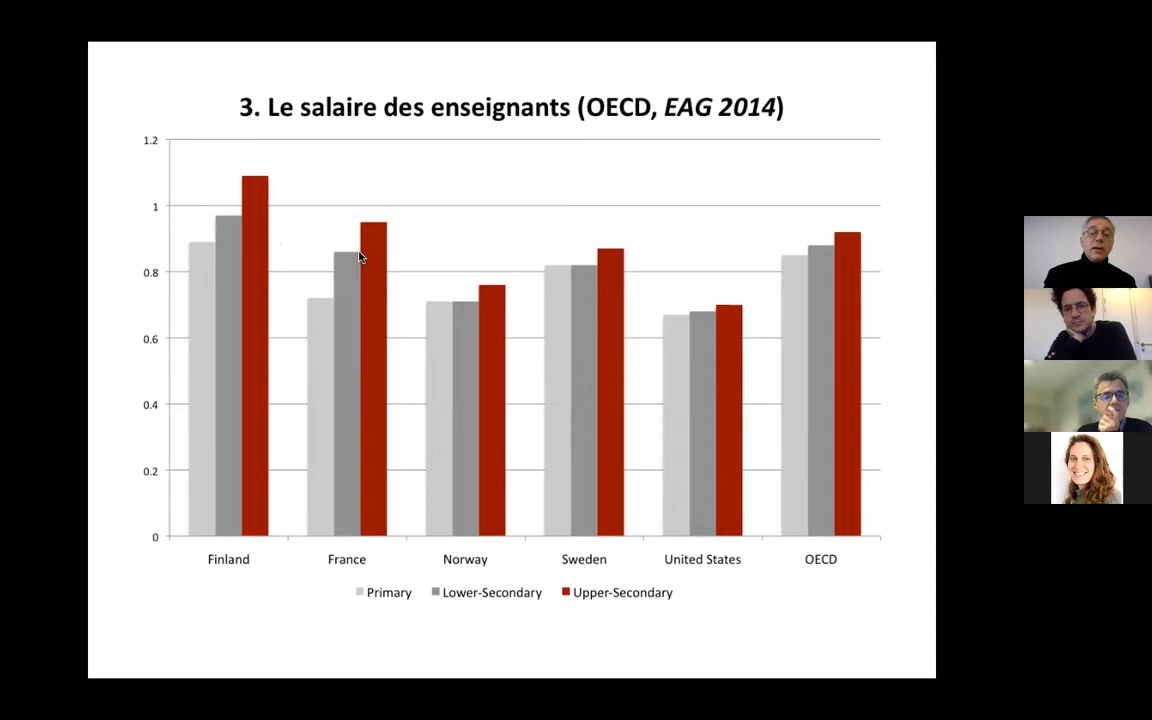 3. Le salaire des enseignants (OECD, EAG 2014)
1.2
1
0.8
0.6
0.4
0.2
0
Finland France Norway Sweden United States OECD
Primary Lower-Secondary Upper-Secondary